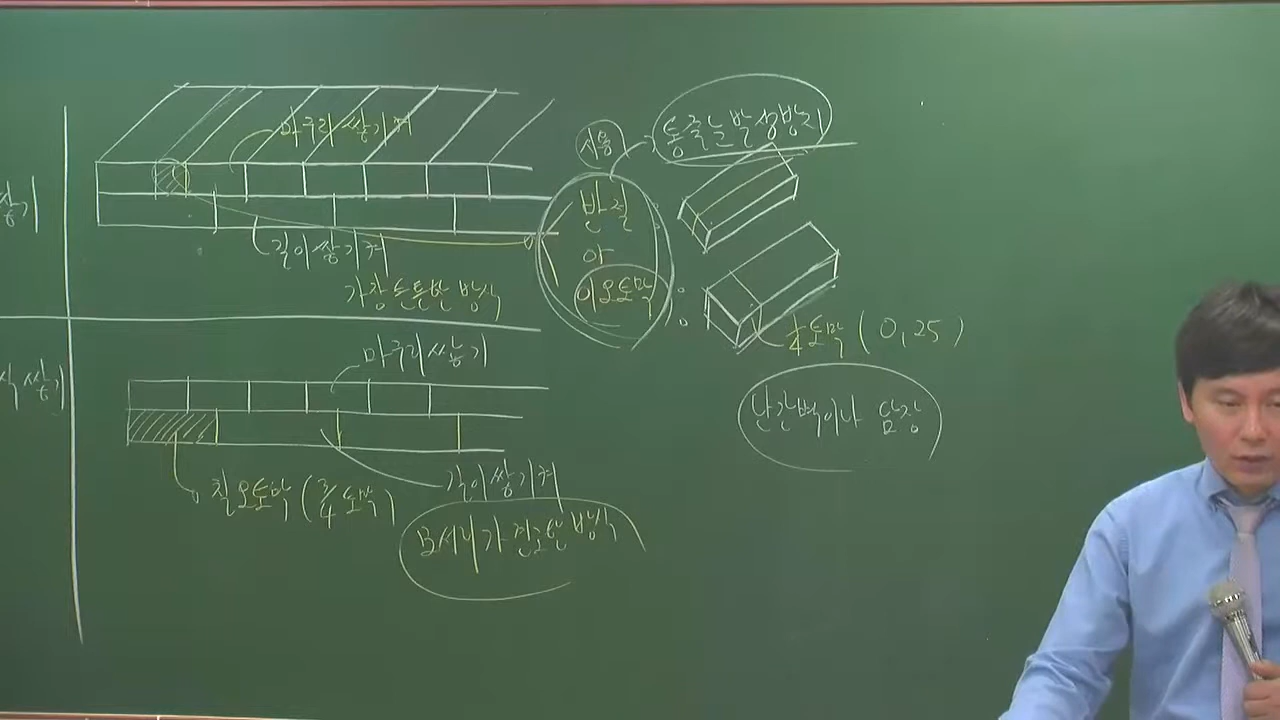 마구리쌓기켜
길이쌓기켜
가장 튼튼한 방식
사용
통줄눈발생방지
반절
이오토막
1/4토막 (0.25)
난간벽이나 담장
마구리쌓기
칠오토막 (3/4 토막)
길이쌓기켜
모서리가 견고한 방식